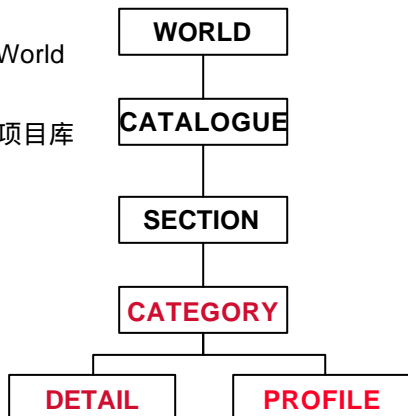 WORLD
World
CATALOGUE
项目库
SECTION
CATEGORY
DETAIL
PROFILE